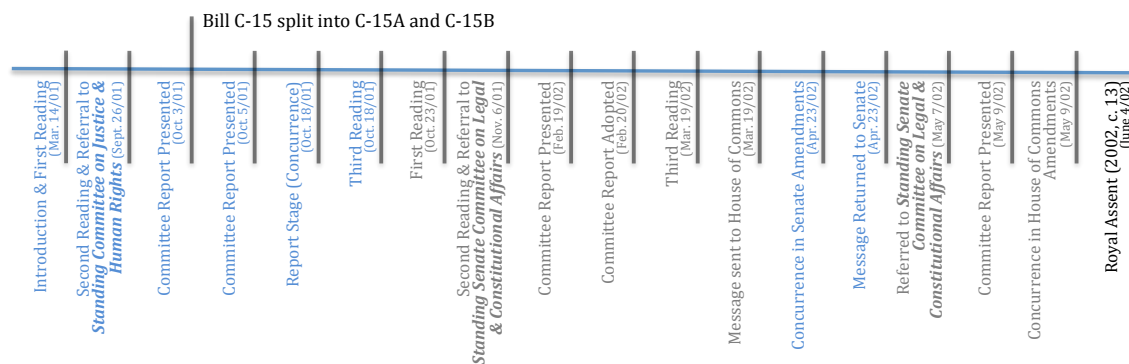 Bill C-15 split into C-15A and C-15B
Introduction & First Reading
(Mar. 14/01)
Second Reading & Referral to
Standing Committee on Justice &
Human Rights (Sept. 26/01)
Committee Report Presented
(Oct. 3/01)
Committee Report Presented
(Oct. 5/01)
Report Stage (Concurrence)
(Oct. 18/01)
Third Reading
(Oct. 18/01)
First Reading
(Oct. 23/01)
Second Reading & Referral to
Standing Senate Committee on Legal
& Constitutional Affairs (Nov. 6/01)
Committee Report Presented
(Feb. 19/02)
Committee Report Adopted
(Feb. 20/02)
Third Reading
(Mar. 19/02)
Message sent to House of Commons
(Mar. 19/02)
Concurrence in Senate Amendments
(Apr. 23/02)
Message Returned to Senate
(Apr. 23/02)
Referred to Standing Senate
Committee on Legal &
Constitutional Affairs (May 7/02)
Committee Report Presented
(May 9/02)
Concurrence in House of Commons
Amendments
(May 9/02)
Royal Assent (2002, c. 13)
(June 4/02)